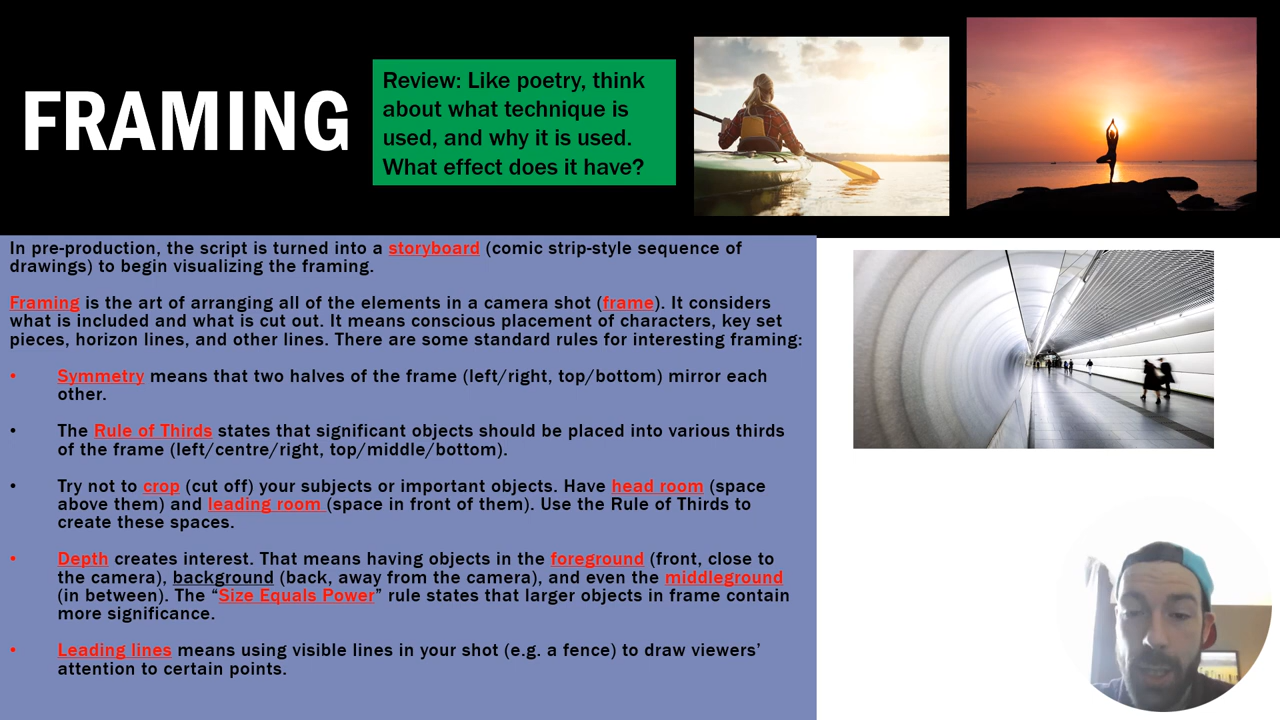 FRAMING
Review: Like poetry, think
about what technique is
used, and why it is used.
What effect does it have?
In pre-production, the script is turned into a storyboard (comic strip-style sequence of
drawings) to begin visualizing the framing.
Framing is the art of arranging all of the elements in a camera shot (frame). It considers
what is included and what is cut out. It means conscious placement of characters, key set
pieces, horizon lines, and other lines. There are some standard rules for interesting framing:
• Symmetry means that two halves of the frame (left/right, top/bottom) mirror each
other.
• The Rule of Thirds states that significant objects should be placed into various thirds
of the frame (left/centre/right, top/middle/bottom).
• Try not to crop (cut off) your subjects or important objects. Have head room (space
above them) and leading room (space in front of them). Use the Rule of Thirds to
create these spaces.
• Depth creates interest. That means having objects in the foreground (front, close to
the camera), background (back, away from the camera), and even the middleground
(in between). The “Size Equals Power” rule states that larger objects in frame contain
more significance.
• Leading lines means using visible lines in your shot (e.g. a fence) to draw viewers’
attention to certain points.